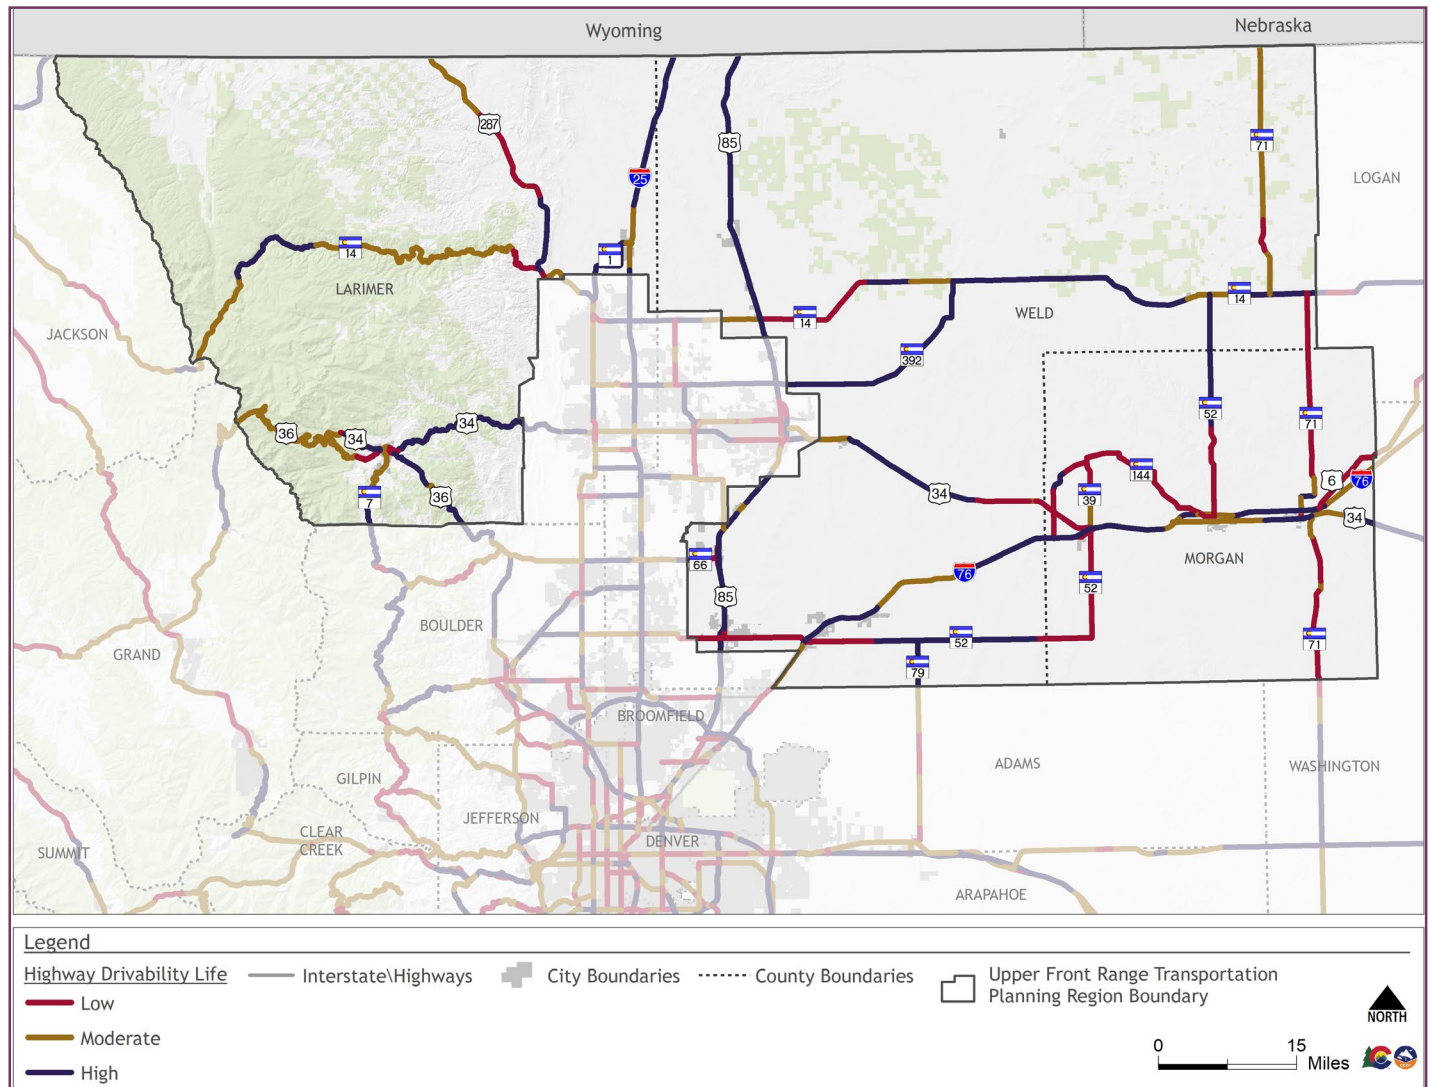 Wyoming
Nebraska
287
85
25
71
LOGAN
1
14
LARIMER
14
WELD
14
JACKSON
392
52
71
36
34
34
144
6
76
39
34
7
36
34
66
76
MORGAN
52
85
BOULDER
52
71
GRAND
79
BROOMFIELD
ADAMS
WASHINGTON
GILPIN
JEFFERSON
CLEAR
CREEK
DENVER
SUMMIT
ARAPAHOE
Legend
Highway Drivability Life
Low
Moderate
High
Interstate\Highways
City Boundaries
County Boundaries
Upper Front Range Transportation
Planning Region Boundary
NORTH
0 15
Miles